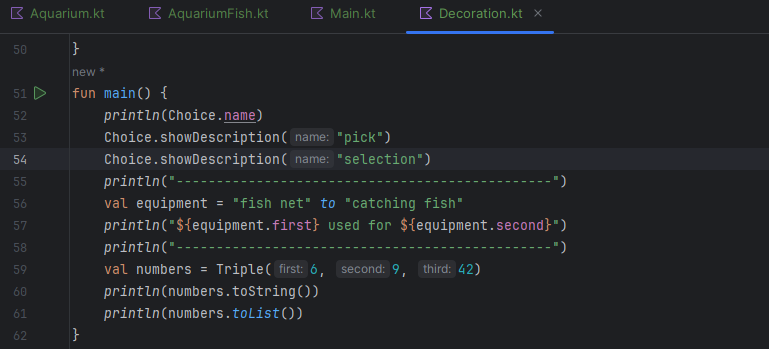 Aquarium.kt AquariumFish.kt Main.kt Decoration.kt ×
50 }
new *
51 fun main() {
52 println(Choice.name)
53 Choice.showDescription( name: "pick")
54 Choice.showDescription( name: "selection")
55 println("-----------------------------------------------")
56 val equipment = "fish net" to "catching fish"
57 println("${equipment.first} used for ${equipment.second}")
58 println("-----------------------------------------------")
59 val numbers = Triple( first: 6, second: 9, third: 42)
60 println(numbers.toString())
61 println(numbers.toList())
62 }